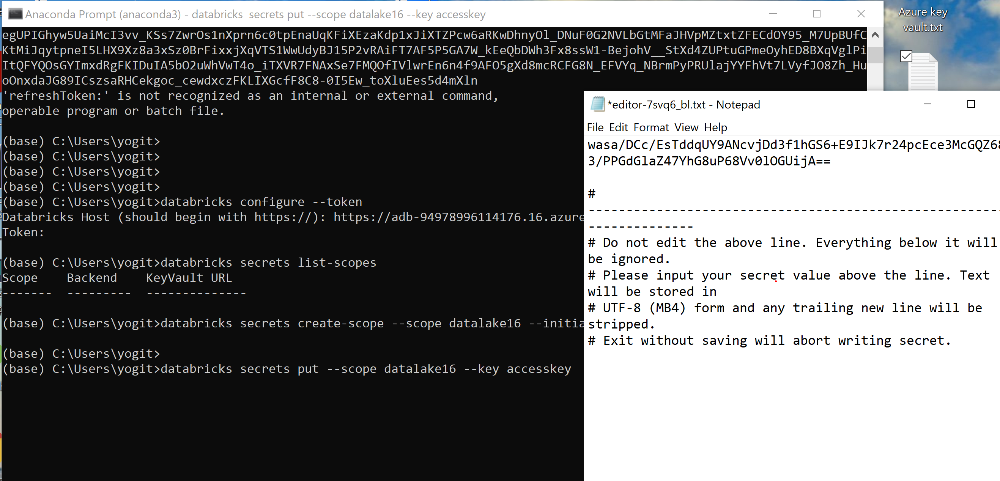 Anaconda Prompt (anaconda3) - databricks  secrets put --scope datalake16 --key accesskey
egUPIGhyw5UaiMcI3vv_KSs7ZwrOs1nXprn6c0tpEnaUqKFiXEzaKdp1xJiXTZPcw6aRKwDhnyOl_DNuF0G2NVLbGtMFaJHVpMZtxtZFECdOY95_M7UpBUfC
KtMiJqytpneI5LHX9Xz8a3xSz0BrFixxjXqVTS1WwUdyBJ15P2vRAiFT7AF5P5GA7W_kEeQbDWh3Fx8ssW1-BejohV__StXd4ZUPtuGPmeOyhED8BXqVglPi
ItQFYQOsGYImxdRgFKIDuIA5bO2uWhVwT4o_iTXVR7FNAxSe7FMQOfIVlwrEn6n4f9AFO5gXd8mcRCFG8N_EFVYq_NBrmPyPRUlajYYFhVt7LVyfJO8Zh_Hu
oOnxdaJG89ICszsaRHCekgoc_cewdxczFKLIXGcfF8C8-0I5Ew_toXluEes5d4mXln
'refreshToken:' is not recognized as an internal or external command,
operable program or batch file.
(base) C:\Users\yogit>
(base) C:\Users\yogit>
(base) C:\Users\yogit>
(base) C:\Users\yogit>
(base) C:\Users\yogit>databricks configure --token
Databricks Host (should begin with https://): https://adb-94978996114176.16.azure
Token:
(base) C:\Users\yogit>databricks secrets list-scopes
Scope    Backend    KeyVault URL
-------  ---------  --------------
(base) C:\Users\yogit>databricks secrets create-scope --scope datalake16 --initia
(base) C:\Users\yogit>
(base) C:\Users\yogit>databricks secrets put --scope datalake16 --key accesskey
Azure key
vault.txt
*editor-7svq6_bl.txt - Notepad
File Edit Format View Help
wasa/DCc/EsTddqUY9ANcvjDd3f1hGS6+E9IJk7r24pcEce3McGQZ68
3/PPGdGlaZ47YhG8uP68Vv0lOGUijA==
#
-------------------------------------------------------
--------------
# Do not edit the above line. Everything below it will
be ignored.
# Please input your secret value above the line. Text
will be stored in
# UTF-8 (MB4) form and any trailing new line will be
stripped.
# Exit without saving will abort writing secret.